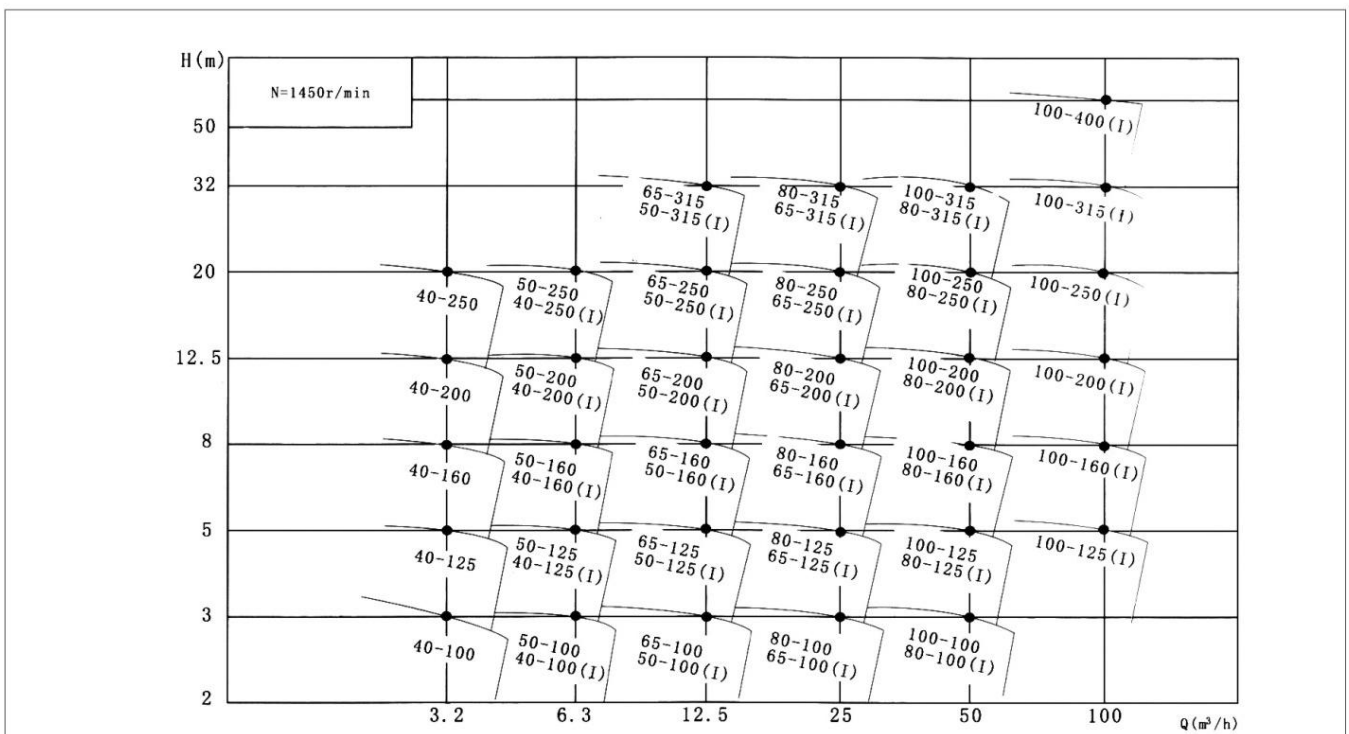 H(m)
N=1450r/min
50
100-400(I)
32
65-315
50-315(I)
80-315
65-315(I)
100-315
80-315(I)
100-315(I)
20
40-250
50-250
40-250(I)
65-250
50-250(I)
80-250
65-250(I)
100-250
80-250(I)
100-250(I)
12.5
40-200
50-200
40-200(I)
65-200
50-200(I)
80-200
65-200(I)
100-200
80-200(I)
100-200(I)
8
40-160
50-160
40-160(I)
65-160
50-160(I)
80-160
65-160(I)
100-160
80-160(I)
100-160(I)
5
40-125
50-125
40-125(I)
65-125
50-125(I)
80-125
65-125(I)
100-125
80-125(I)
100-125(I)
3
40-100
50-100
40-100(I)
65-100
50-100(I)
80-100
65-100(I)
100-100
80-100(I)
2
3.2 6.3 12.5 25 50 100 Q(m³/h)